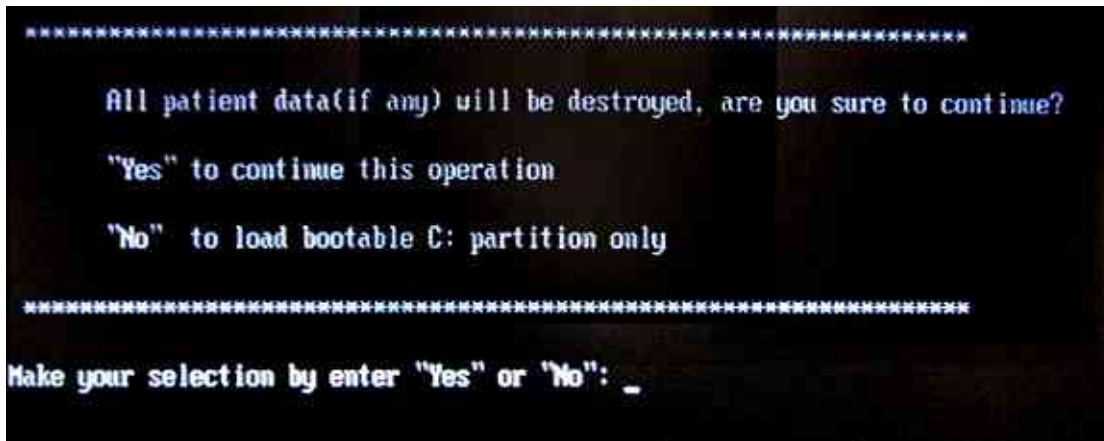 *******************************************************************
All patient data(if any) will be destroyed, are you sure to continue?
"Yes" to continue this operation
"No" to load bootable C: partition only
*******************************************************************
Make your selection by enter "Yes" or "No": _